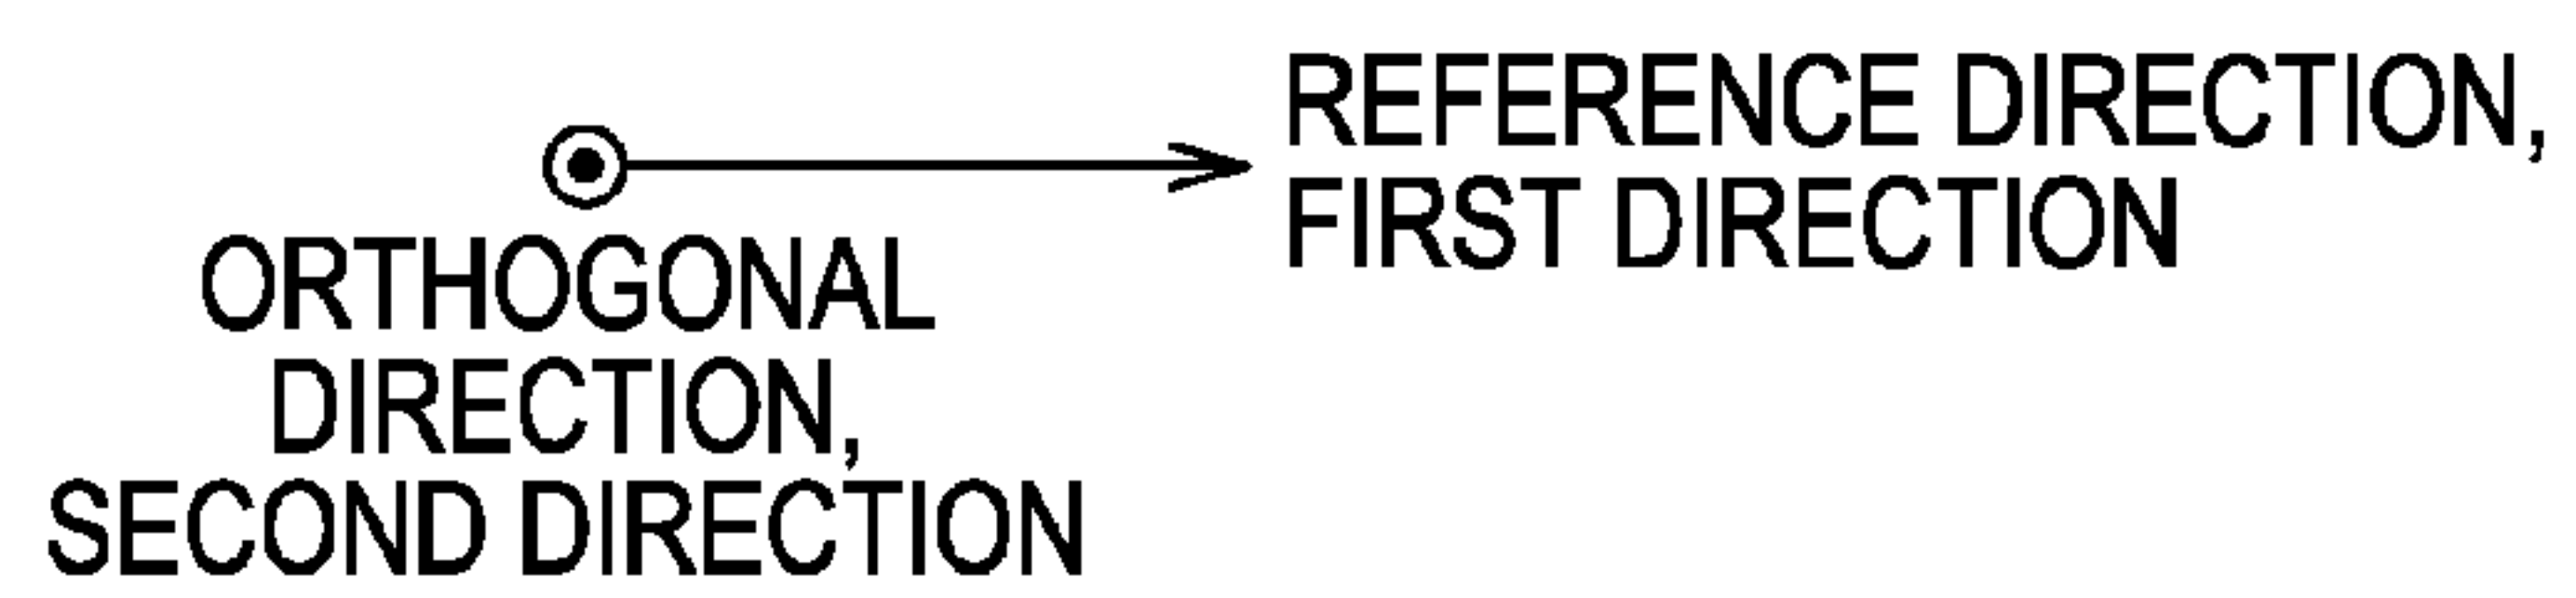 REFERENCE DIRECTION,
FIRST DIRECTION
ORTHOGONAL
DIRECTION,
SECOND DIRECTION